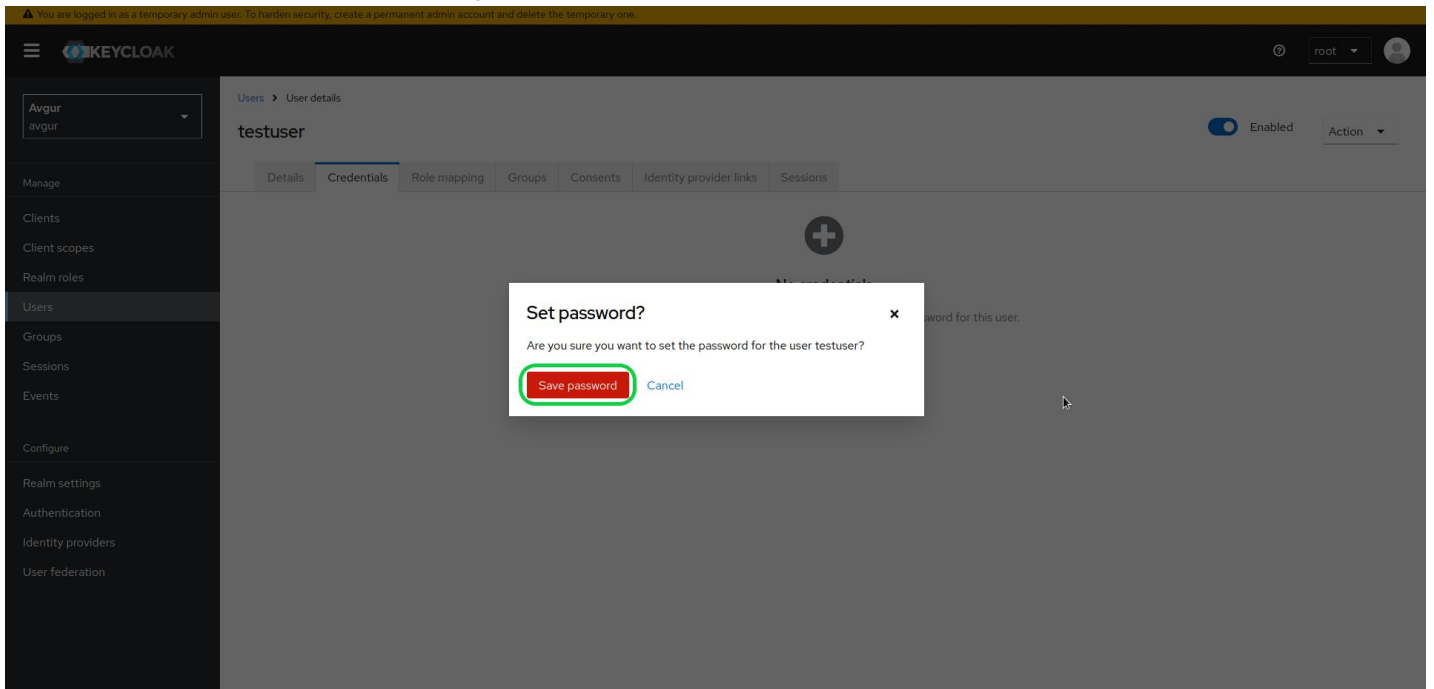 You are logged in as a temporary admin user. To harden security, create a permanent admin account and delete the temporary one.
KEYCLOAK
root
Avgur
avgur
Users > User details
testuser
Enabled
Action
Details Credentials Role mapping Groups Consents Identity provider links Sessions
Manage
Clients
Client scopes
Realm roles
Users
Groups
Sessions
Events
Configure
Realm settings
Authentication
Identity providers
User federation
No credentials
word for this user.
Set password?
Are you sure you want to set the password for the user testuser?
Save password Cancel